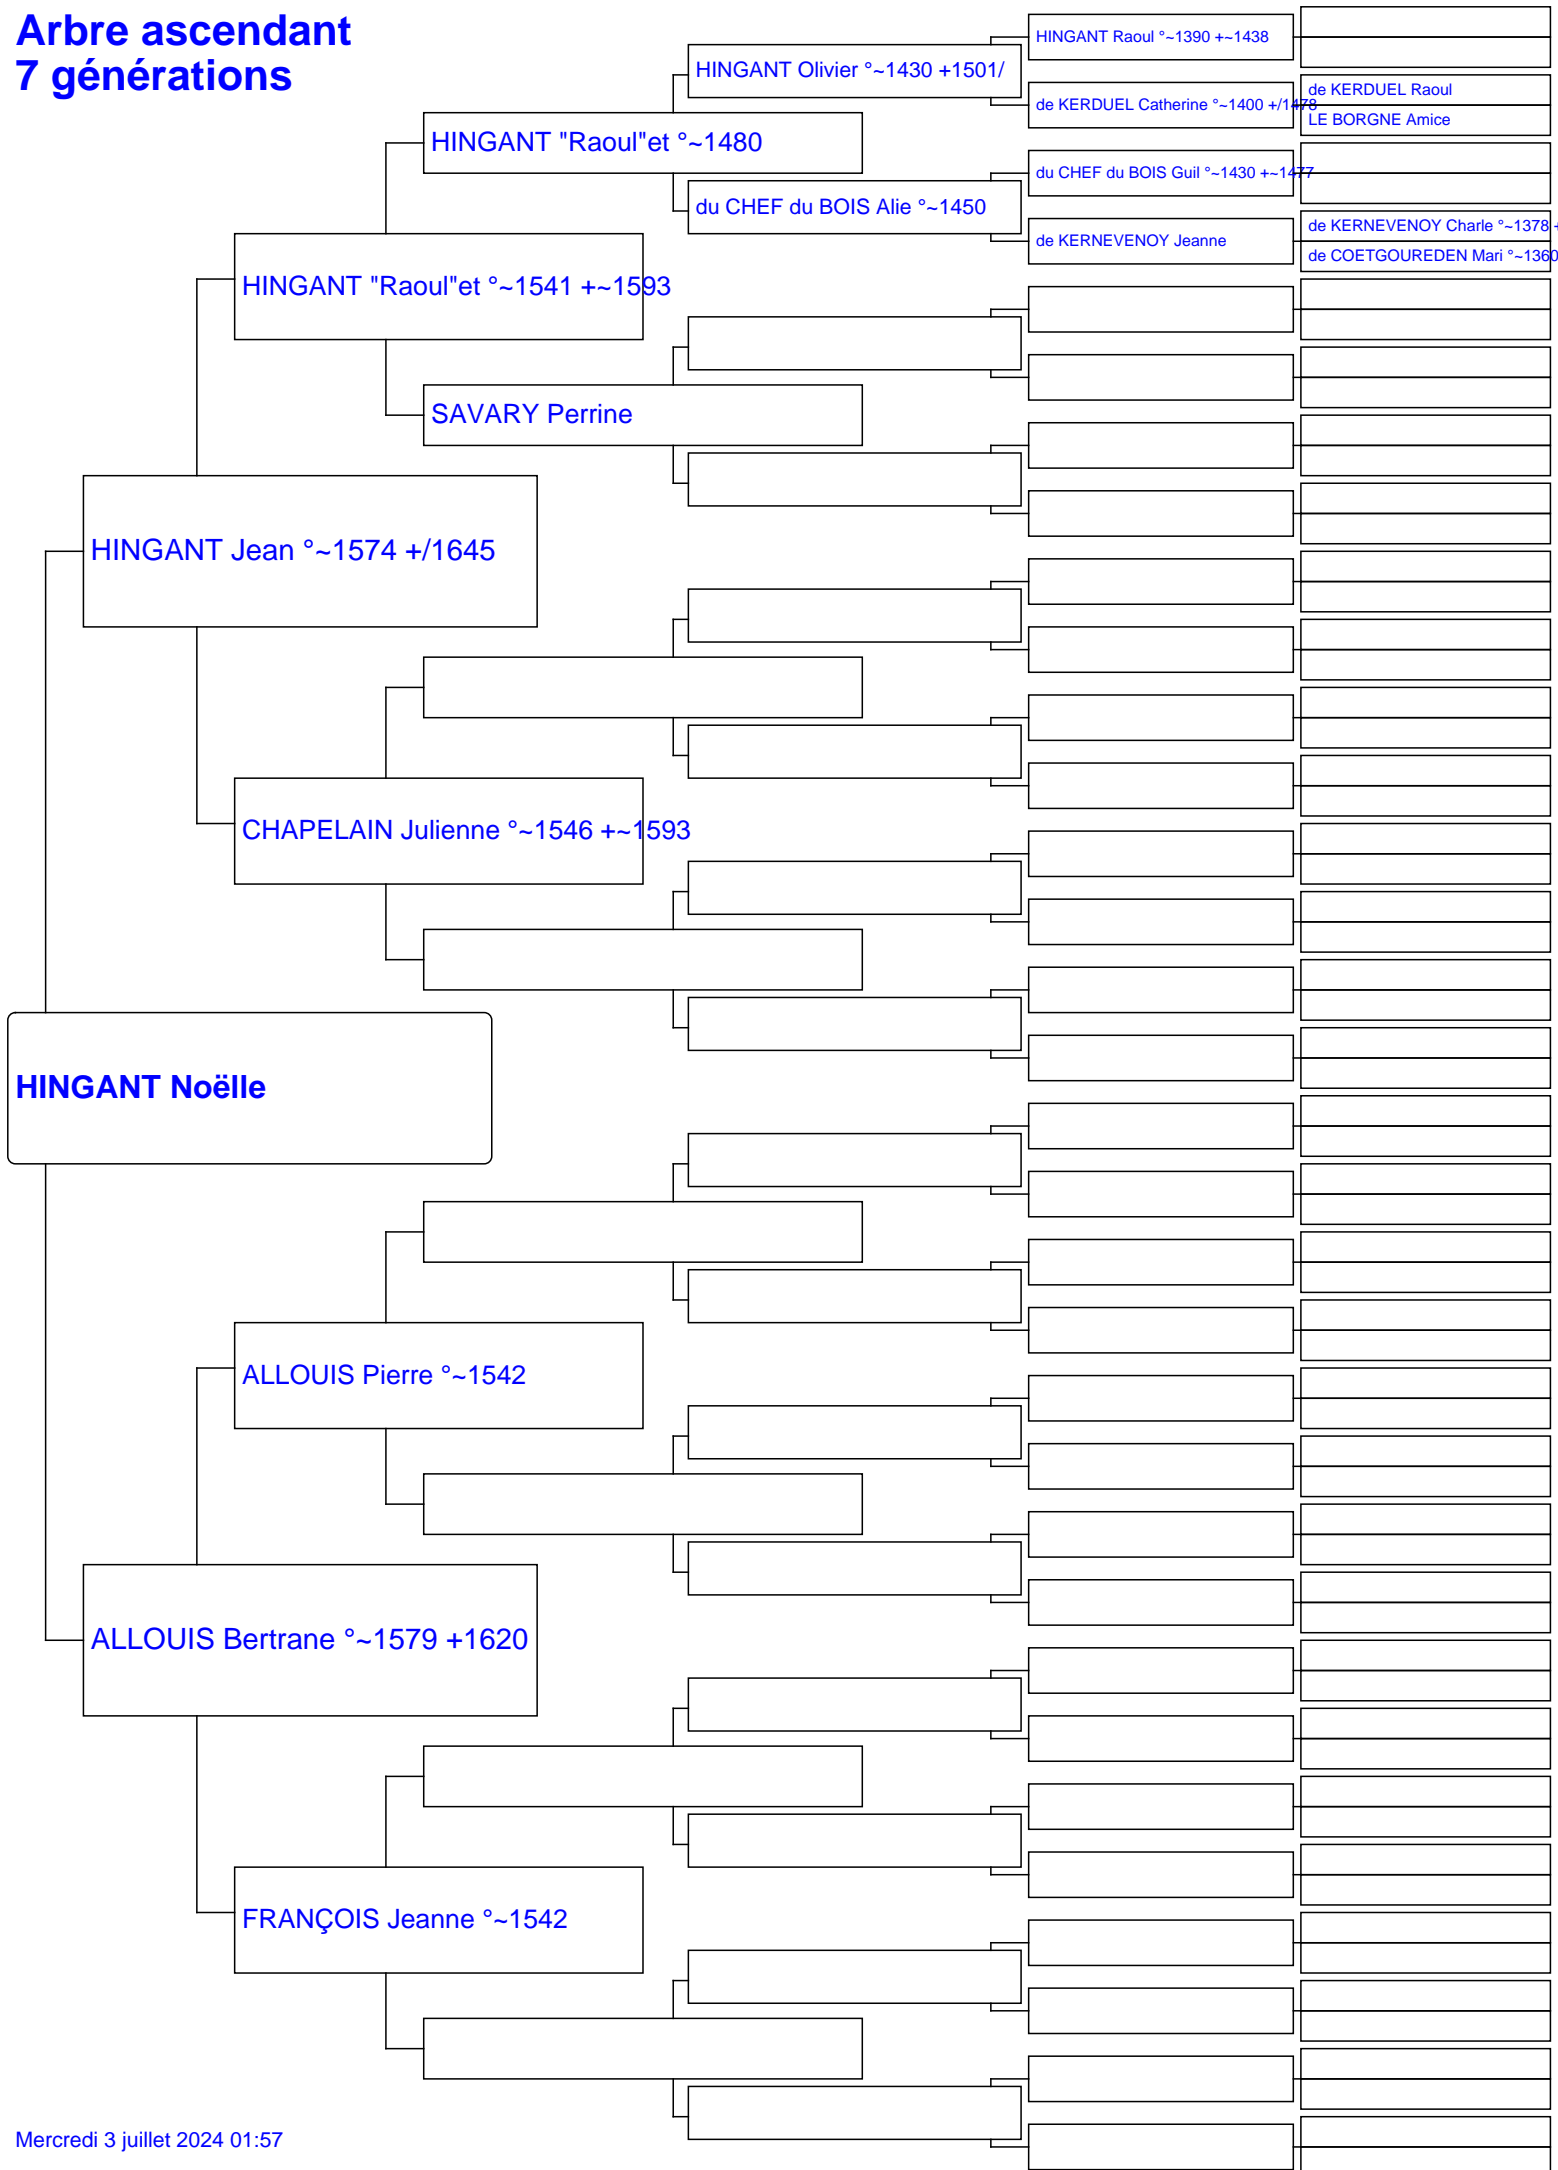 Arbre ascendant
7 générations
HINGANT Raoul °~1390 +~1438
HINGANT Olivier °~1430 +1501/
de KERDUEL Raoul
de KERDUEL Catherine °~1400 +/1478
LE BORGNE Amice
HINGANT "Raoul"et °~1480
du CHEF du BOIS Guil °~1430 +~1477
du CHEF du BOIS Alie °~1450
de KERNEVENOY Charle °~1378 +
de KERNEVENOY Jeanne
de COETGOUREDEN Mari °~1360
HINGANT "Raoul"et °~1541 +~1593
SAVARY Perrine
HINGANT Jean °~1574 +/1645
CHAPELAIN Julienne °~1546 +~1593
HINGANT Noëlle
ALLOUIS Pierre °~1542
ALLOUIS Bertrane °~1579 +1620
FRANÇOIS Jeanne °~1542
Mercredi 3 juillet 2024 01:57